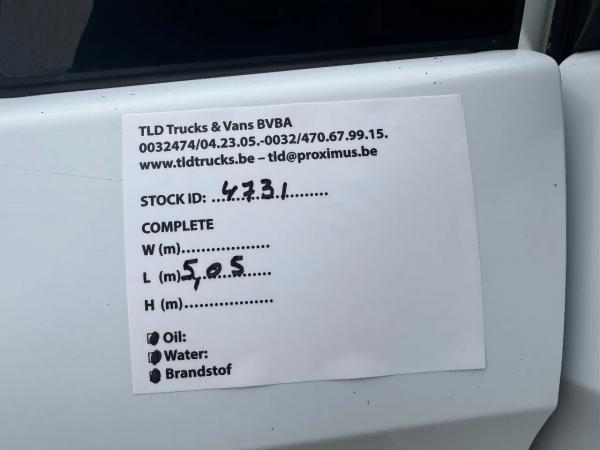 TLD Trucks & Vans BVBA
0032474/04.23.05.-0032/470.67.99.15.
www.tldtrucks.be – tld@proximus.be
STOCK ID: ...4731...........
COMPLETE
W (m)...................
L (m)5,05...........
H (m)...................
Oil:
Water:
Brandstof